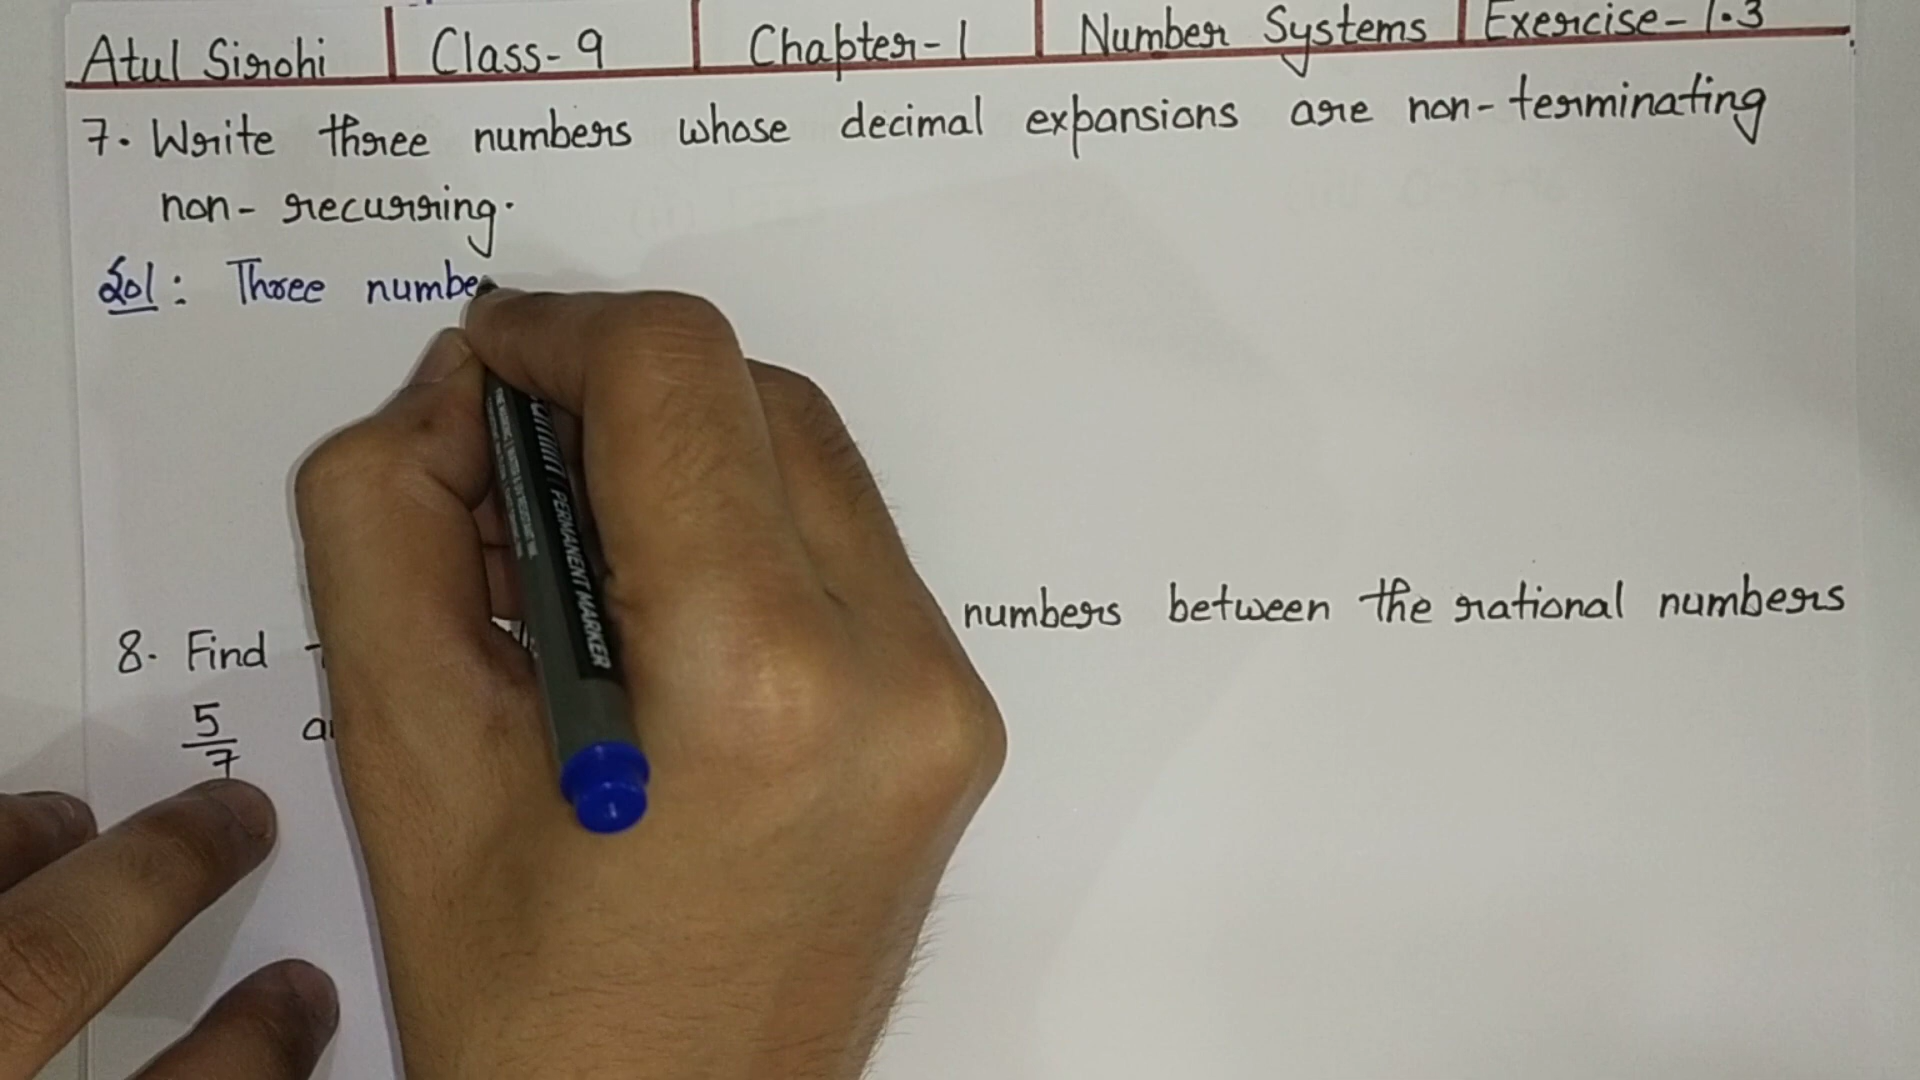 Atul Sirohi | Class-9 | Chapter-1 | Number Systems | Exercise-1.3
7. Write three numbers whose decimal expansions are non-terminating
non-recurring.
Sol: Three numbe
8. Find numbers between the rational numbers
5/7
PERMANENT MARKER